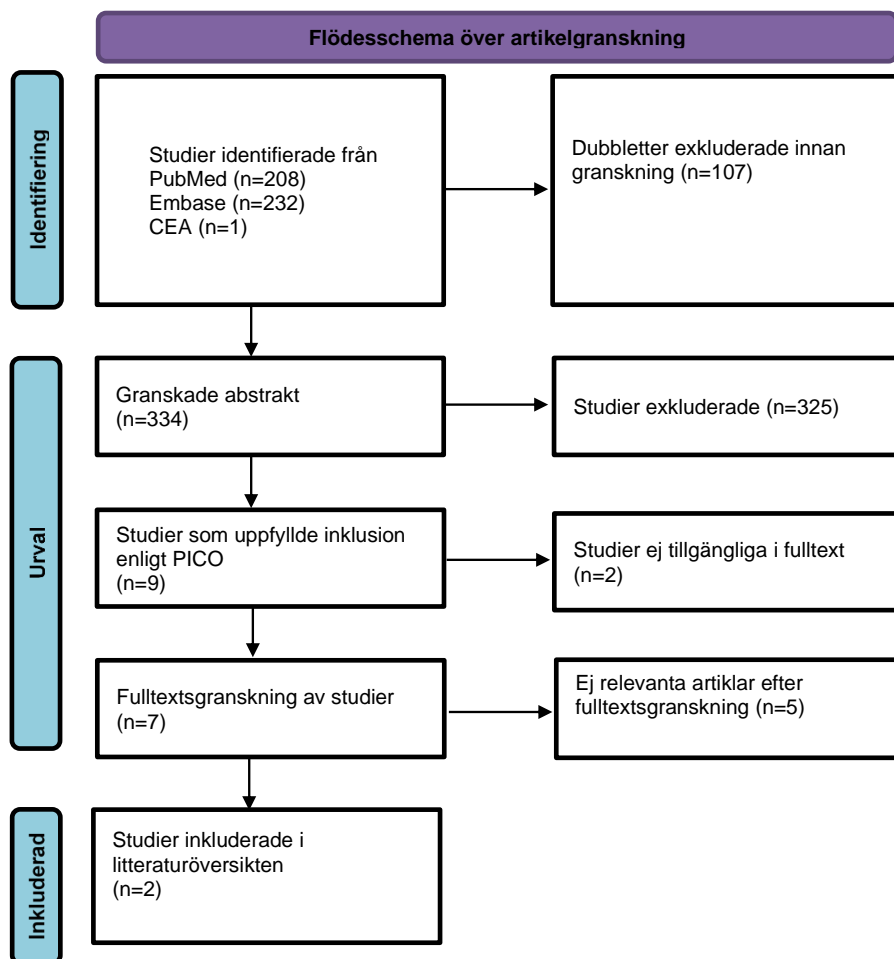 Flödesschema över artikelgranskning
Identifiering
Studier identifierade från
PubMed (n=208)
Embase (n=232)
CEA (n=1)
Dubbletter exkluderade innan
granskning (n=107)
Urval
Granskade abstrakt
(n=334)
Studier exkluderade (n=325)
Studier som uppfyllde inklusion
enligt PICO
(n=9)
Studier ej tillgängliga i fulltext
(n=2)
Fulltextsgranskning av studier
(n=7)
Ej relevanta artiklar efter
fulltextsgranskning (n=5)
Inkluderad
Studier inkluderade i
litteraturöversikten
(n=2)